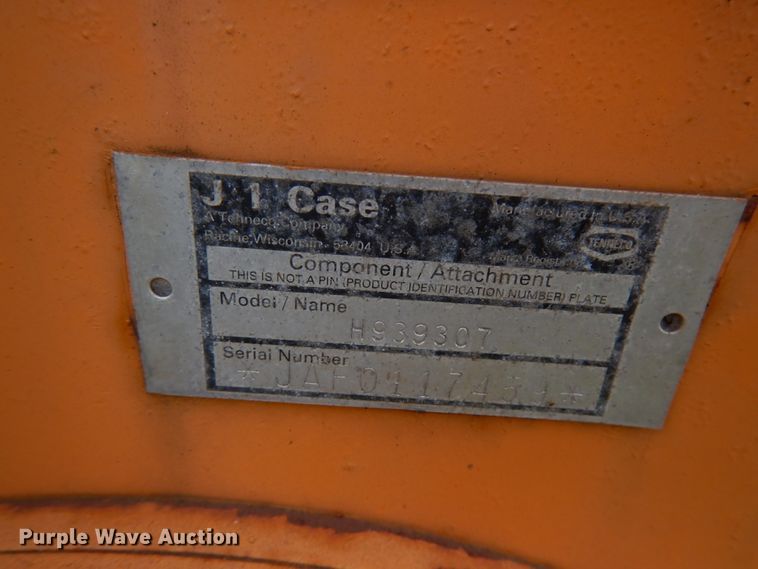 J I Case
A Tenneco Company
Racine, Wisconsin 53404 U.S.A.
Manufactured in U.S.A.
TENNECO
Component / Attachment
THIS IS NOT A PIN (PRODUCT IDENTIFICATION NUMBER) PLATE
Model / Name
H939307
Serial Number
Purple Wave Auction